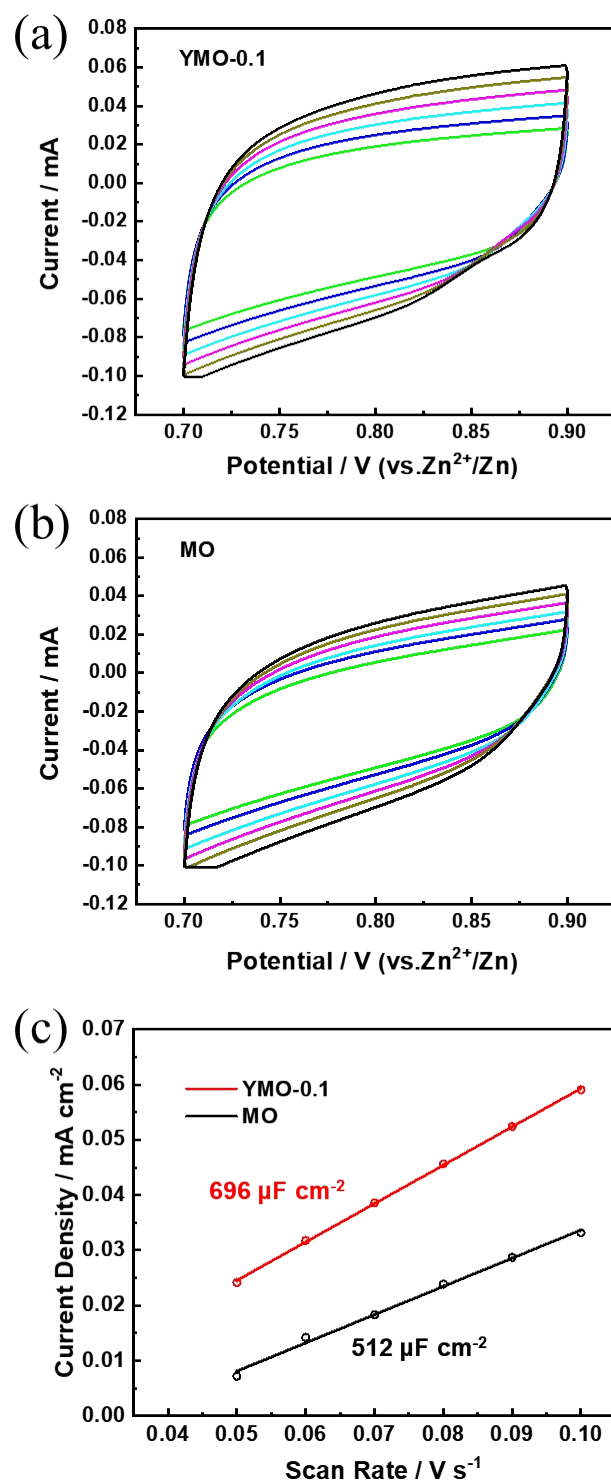 (a)
YMO-0.1
0.08
0.06
0.04
0.02
0.00
-0.02
-0.04
-0.06
-0.08
-0.10
-0.12
Current / mA
0.70 0.75 0.80 0.85 0.90
Potential / V (vs.Zn²⁺/Zn)
(b)
MO
0.08
0.06
0.04
0.02
0.00
-0.02
-0.04
-0.06
-0.08
-0.10
-0.12
Current / mA
0.70 0.75 0.80 0.85 0.90
Potential / V (vs.Zn²⁺/Zn)
(c)
0.07
0.06
0.05
0.04
0.03
0.02
0.01
0.00
Current Density / mA cm⁻²
YMO-0.1
MO
696 µF cm⁻²
512 µF cm⁻²
0.04 0.05 0.06 0.07 0.08 0.09 0.10
Scan Rate / V s⁻¹